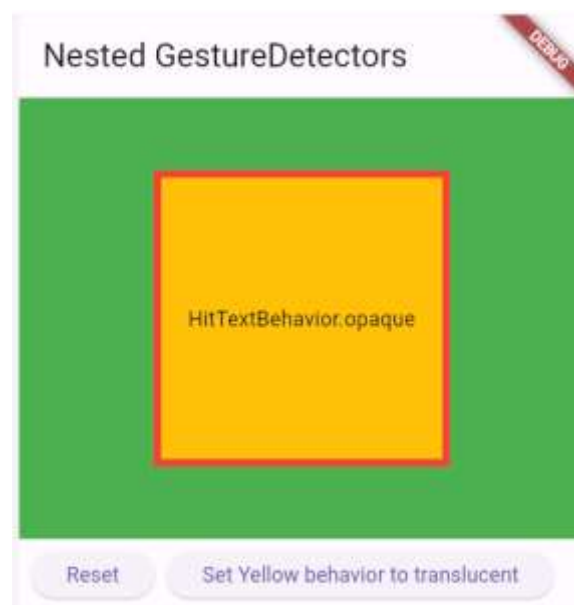 Nested GestureDetectors
DEBUG
HitTextBehavior.opaque
Reset
Set Yellow behavior to translucent